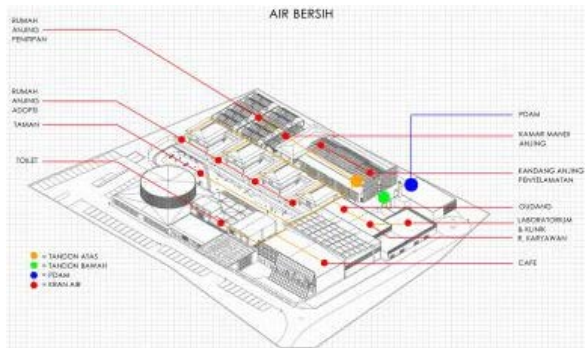 AIR BERSIH
RUMAH
ANJING
PENITIPAN
RUMAH
ANJING
ADOPSI
TAMAN
TOILET
PDAM
KAMAR MANDI
ANJING
KANDANG ANJING
PENYELAMATAN
GUDANG
LABORATORIUM
& KLINIK
R. KARYAWAN
CAFE
= TANDON ATAS
= TANDON BAWAH
= PDAM
= KRAN AIR